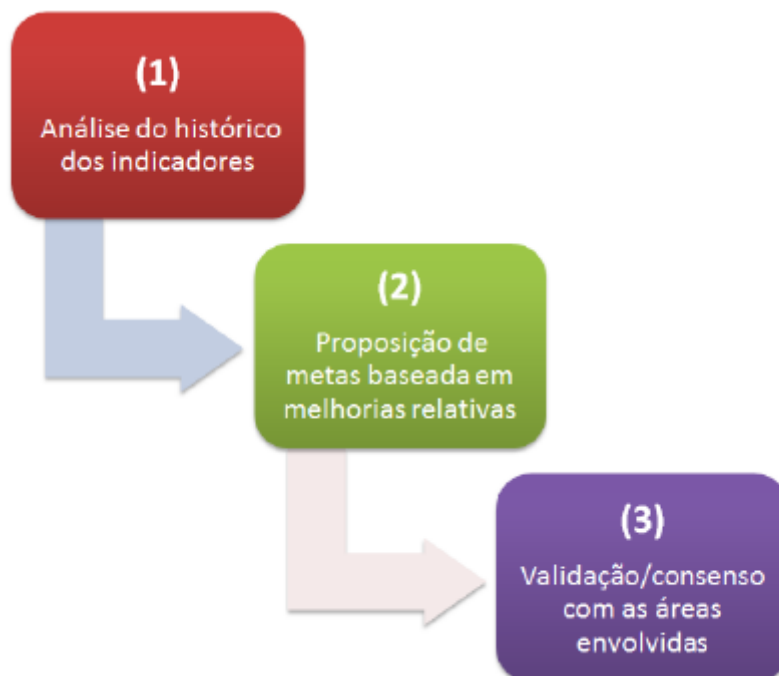 (1)
Análise do histórico
dos indicadores
(2)
Proposição de
metas baseada em
melhorias relativas
(3)
Validação/consenso
com as áreas
envolvidas